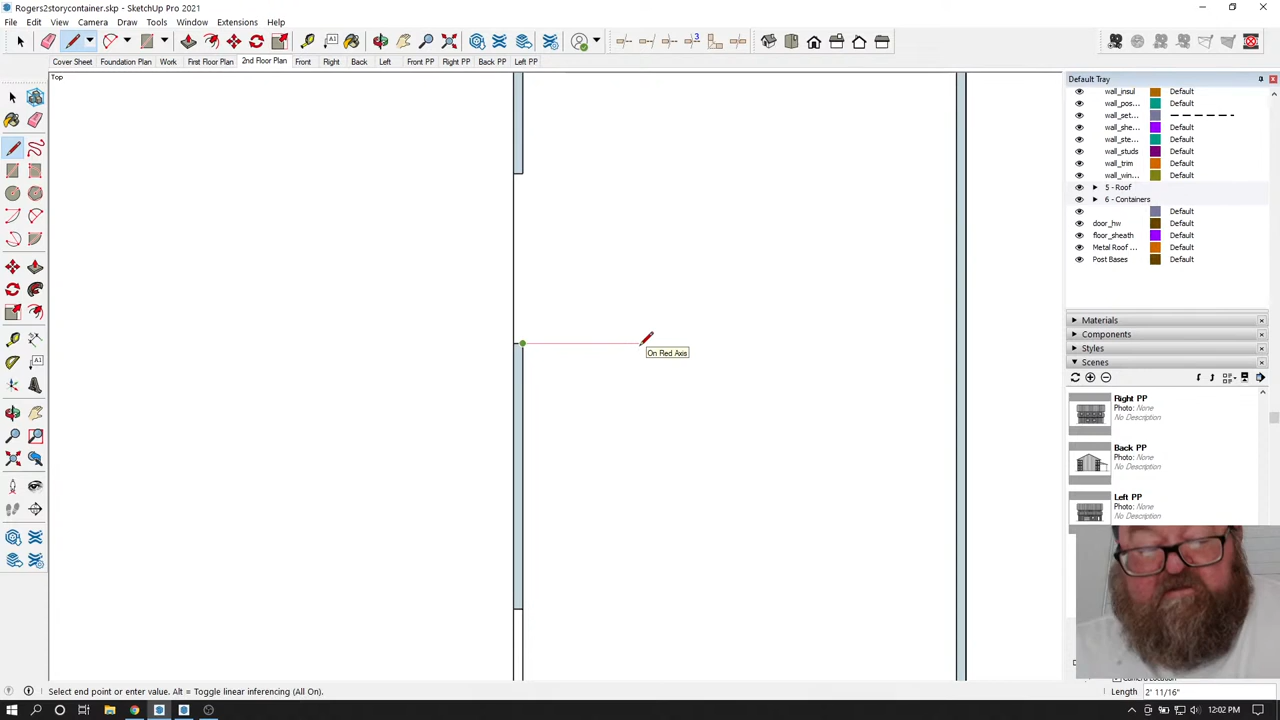 Rogers2storycontainer.skp - SketchUp Pro 2021
File Edit View Camera Draw Tools Window Extensions Help
3
Cover Sheet Foundation Plan Work First Floor Plan 2nd Floor Plan Front Right Back Left Front PP Right PP Back PP Left PP
Top
Default Tray
wall_insul Default
wall_pos... Default
wall_set...
wall_she... Default
wall_ste... Default
wall_studs Default
wall_trim Default
wall_win... Default
5 - Roof
6 - Containers
Default
door_hw Default
floor_sheath Default
Metal Roof ... Default
Post Bases Default
Materials
Components
Styles
Scenes
Right PP
Photo: None
No Description
Back PP
Photo: None
No Description
Left PP
Photo: None
No Description
On Red Axis
Select end point or enter value. Alt = Toggle linear inferencing (All On).
Length 2' 11/16"
12:02 PM